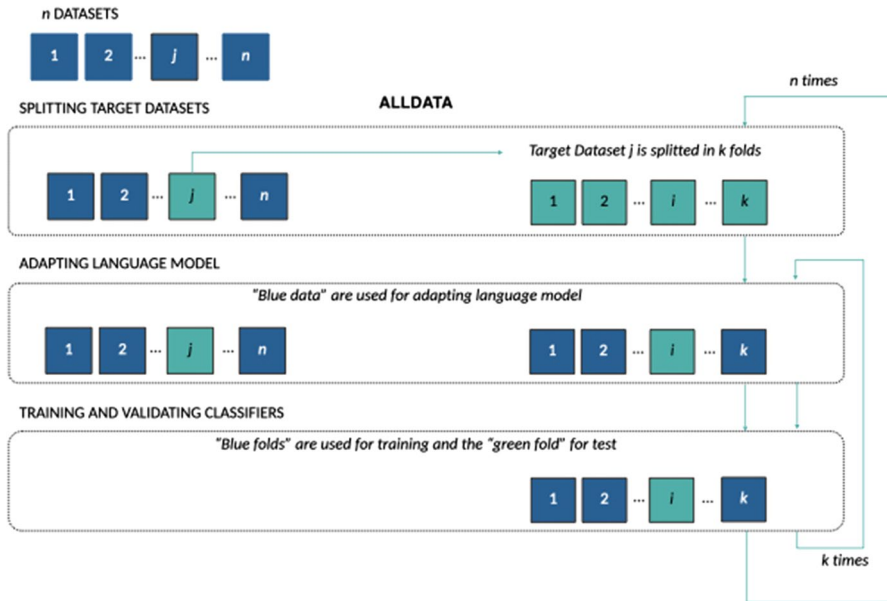 n DATASETS
1 2 ... j ... n
n times
SPLITTING TARGET DATASETS
ALLDATA
Target Dataset j is splitted in k folds
1 2 ... j ... n
1 2 ... i ... k
ADAPTING LANGUAGE MODEL
"Blue data" are used for adapting language model
1 2 ... j ... n
1 2 ... i ... k
TRAINING AND VALIDATING CLASSIFIERS
"Blue folds" are used for training and the "green fold" for test
1 2 ... i ... k
k times